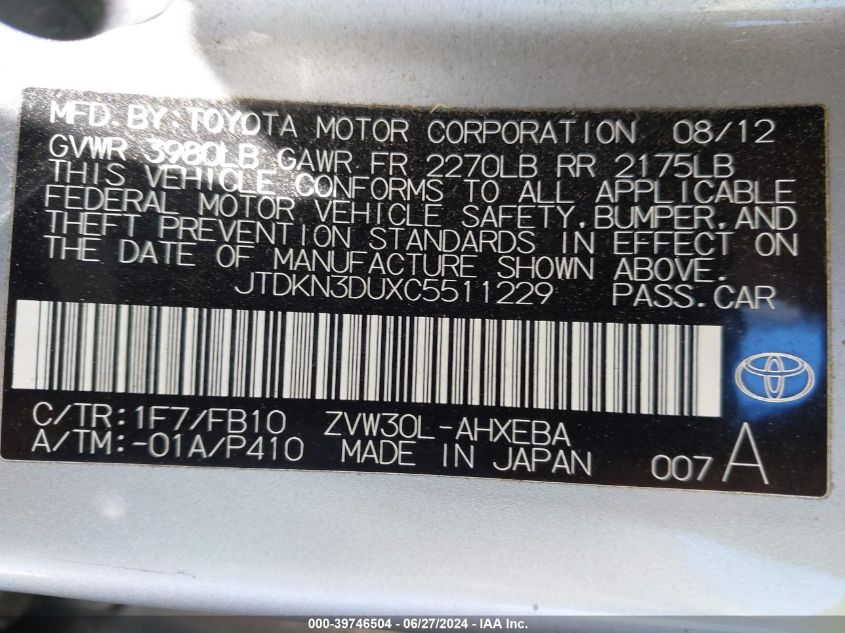 MFD. BY: TOYOTA MOTOR CORPORATION 08/12
GVWR 3980LB GAWR FR 2270LB RR 2175LB
THIS VEHICLE CONFORMS TO ALL APPLICABLE
FEDERAL MOTOR VEHICLE SAFETY, BUMPER, AND
THEFT PREVENTION STANDARDS IN EFFECT ON
THE DATE OF MANUFACTURE SHOWN ABOVE.
JTDKN3DUXC5511229 PASS. CAR
C/TR: 1F7/FB10 ZVW30L-AHXEBA
A/TM: -01A/P410 MADE IN JAPAN 007 A
000-39746504 - 06/27/2024 - IAA Inc.